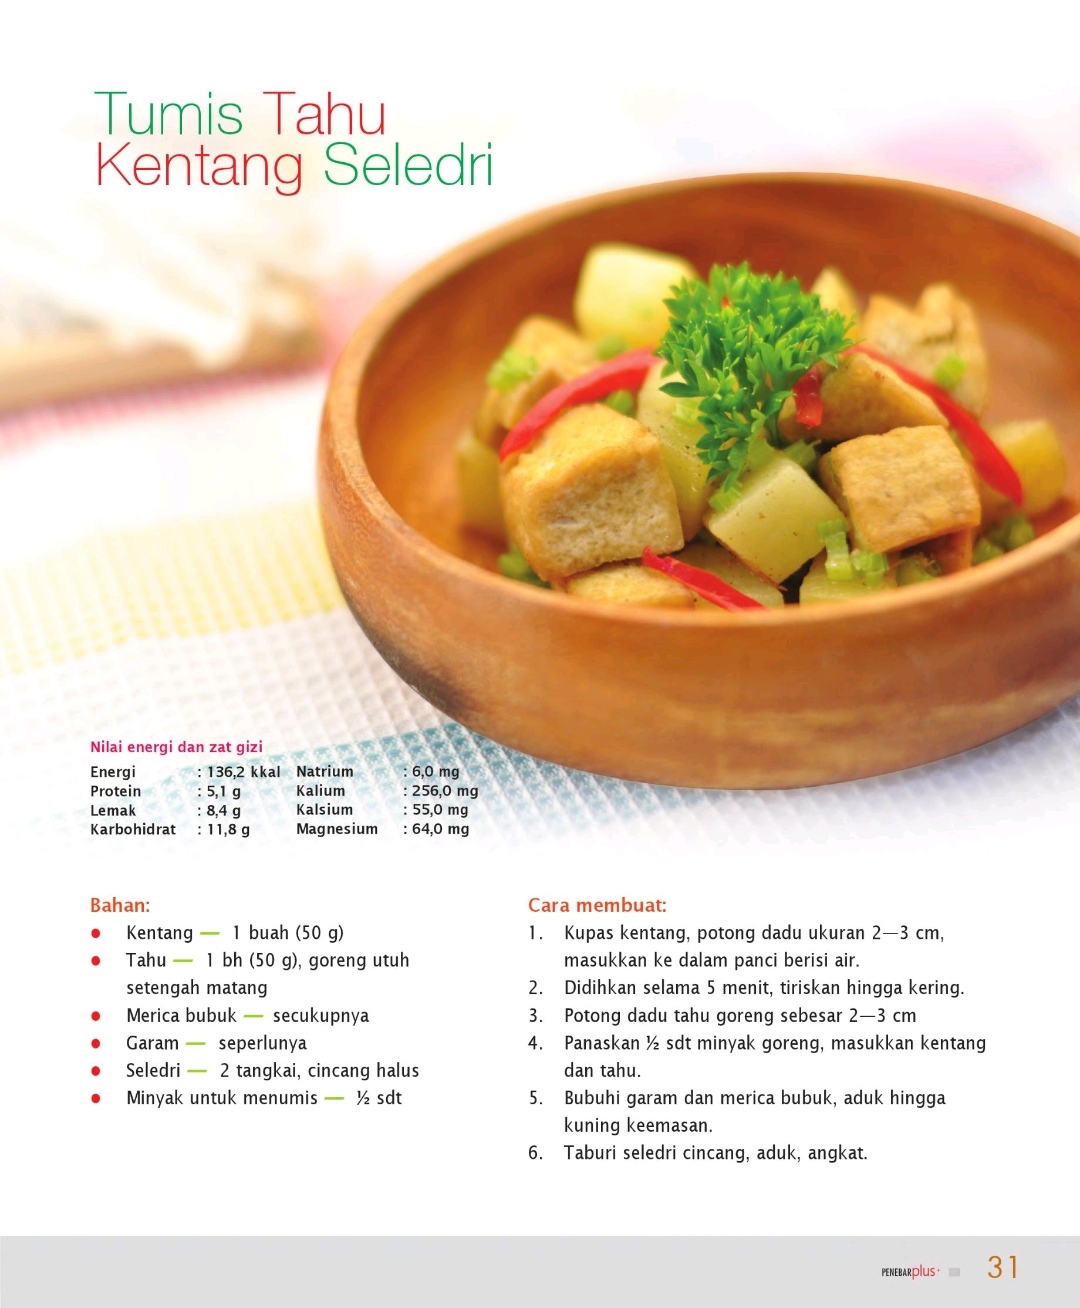 Tumis Tahu
Kentang Seledri
Nilai energi dan zat gizi
Energi : 136,2 kkal Natrium : 6,0 mg
Protein : 5,1 g Kalium : 256,0 mg
Lemak : 8,4 g Kalsium : 55,0 mg
Karbohidrat : 11,8 g Magnesium : 64,0 mg
Bahan:
• Kentang — 1 buah (50 g)
• Tahu — 1 bh (50 g), goreng utuh
setengah matang
• Merica bubuk — secukupnya
• Garam — seperlunya
• Seledri — 2 tangkai, cincang halus
• Minyak untuk menumis — ½ sdt
Cara membuat:
1. Kupas kentang, potong dadu ukuran 2—3 cm,
masukkan ke dalam panci berisi air.
2. Didihkan selama 5 menit, tiriskan hingga kering.
3. Potong dadu tahu goreng sebesar 2—3 cm
4. Panaskan ½ sdt minyak goreng, masukkan kentang
dan tahu.
5. Bubuhi garam dan merica bubuk, aduk hingga
kuning keemasan.
6. Taburi seledri cincang, aduk, angkat.
PENEBARplus+ 31